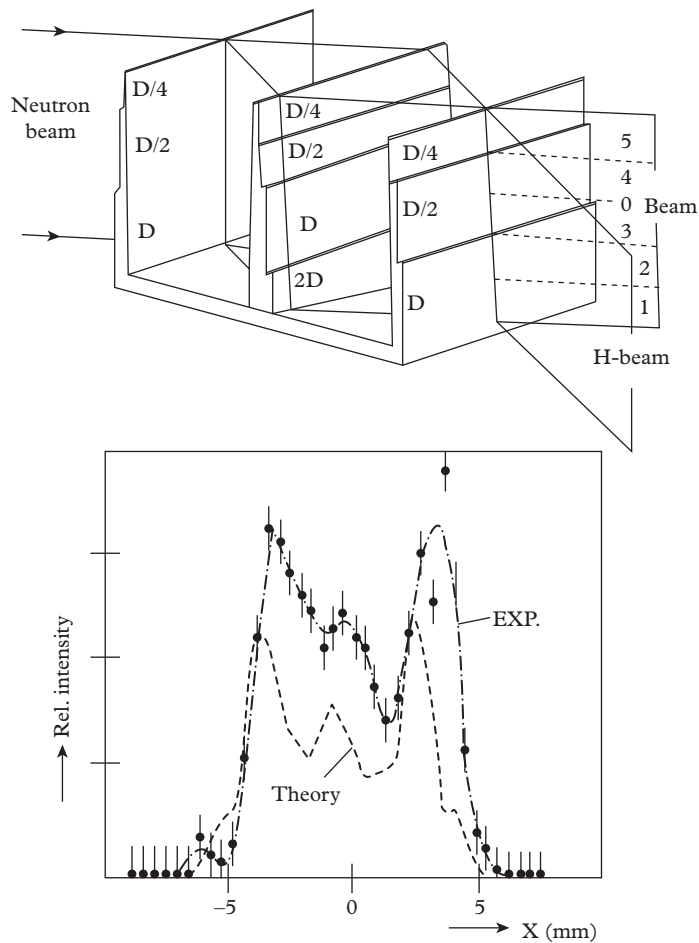 D/4
D/2
D
Neutron
beam
D/4
D/2
D
2D
D/4
D/2
D
5
4
0 Beam
3
2
1
H-beam
Rel. intensity
EXP.
Theory
−5 0 5
X (mm)